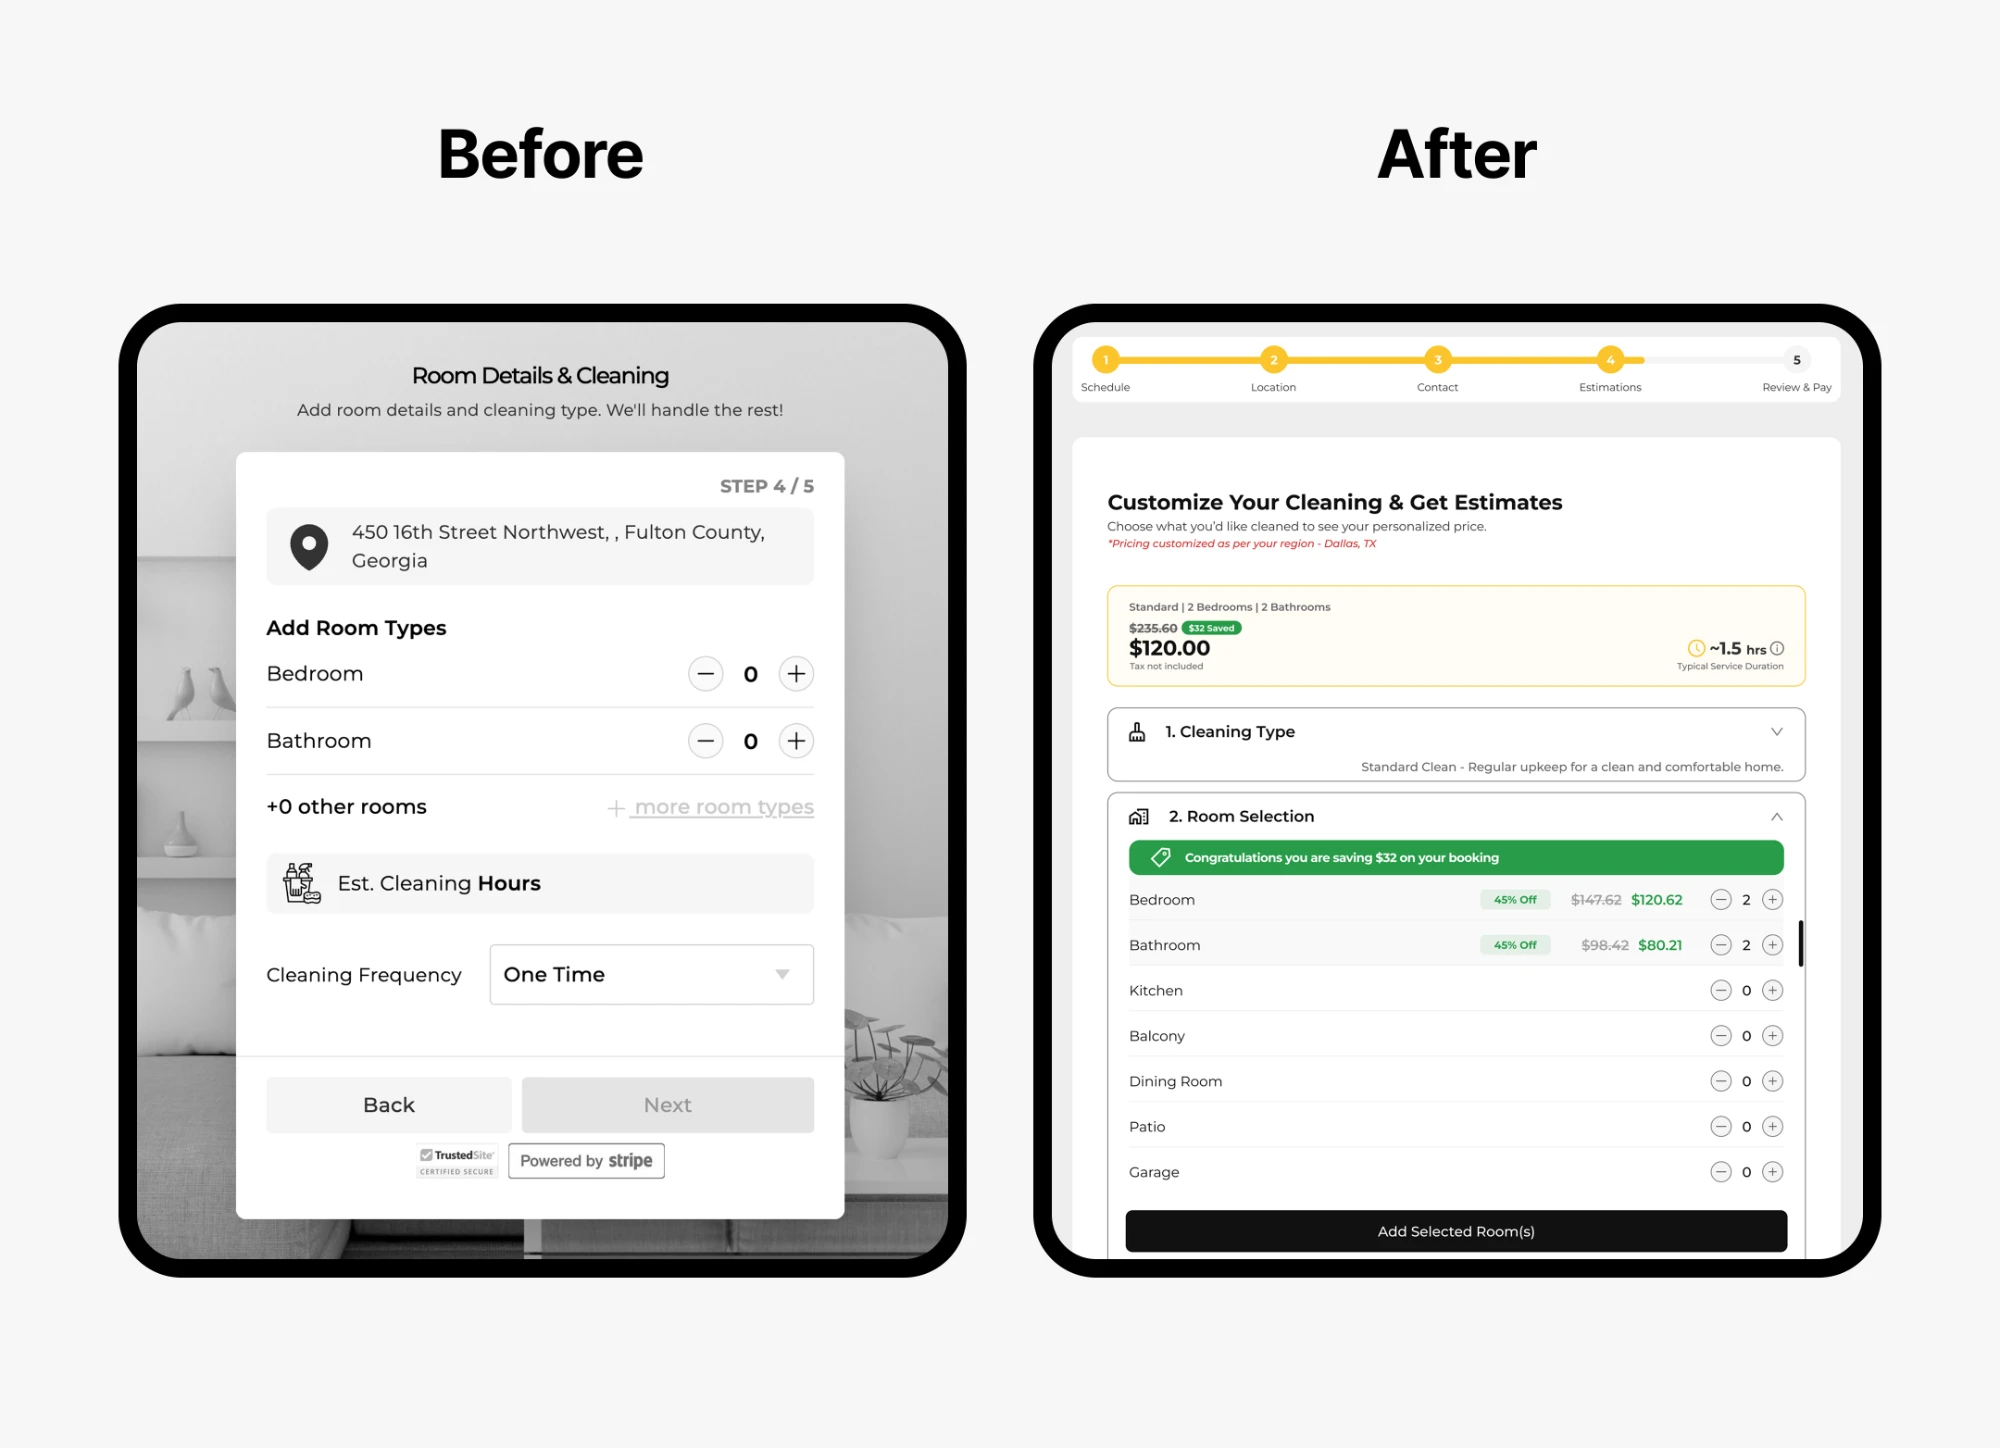 Before
After
Room Details & Cleaning
Add room details and cleaning type. We'll handle the rest!
STEP 4 / 5
450 16th Street Northwest, , Fulton County,
Georgia
Add Room Types
Bedroom
0
Bathroom
0
+0 other rooms
+ more room types
Est. Cleaning Hours
Cleaning Frequency
One Time
Back
Next
TrustedSite
CERTIFIED SECURE
Powered by stripe
1
2
3
4
5
Schedule
Location
Contact
Estimations
Review & Pay
Customize Your Cleaning & Get Estimates
Choose what you'd like cleaned to see your personalized price.
*Pricing customized as per your region - Dallas, TX
Standard | 2 Bedrooms | 2 Bathrooms
$235.60 $32 Saved
$120.00
Tax not included
~1.5 hrs
Typical Service Duration
1. Cleaning Type
Standard Clean - Regular upkeep for a clean and comfortable home.
2. Room Selection
Congratulations you are saving $32 on your booking
Bedroom 45% Off $147.62 $120.62 2
Bathroom 45% Off $98.42 $80.21 2
Kitchen 0
Balcony 0
Dining Room 0
Patio 0
Garage 0
Add Selected Room(s)